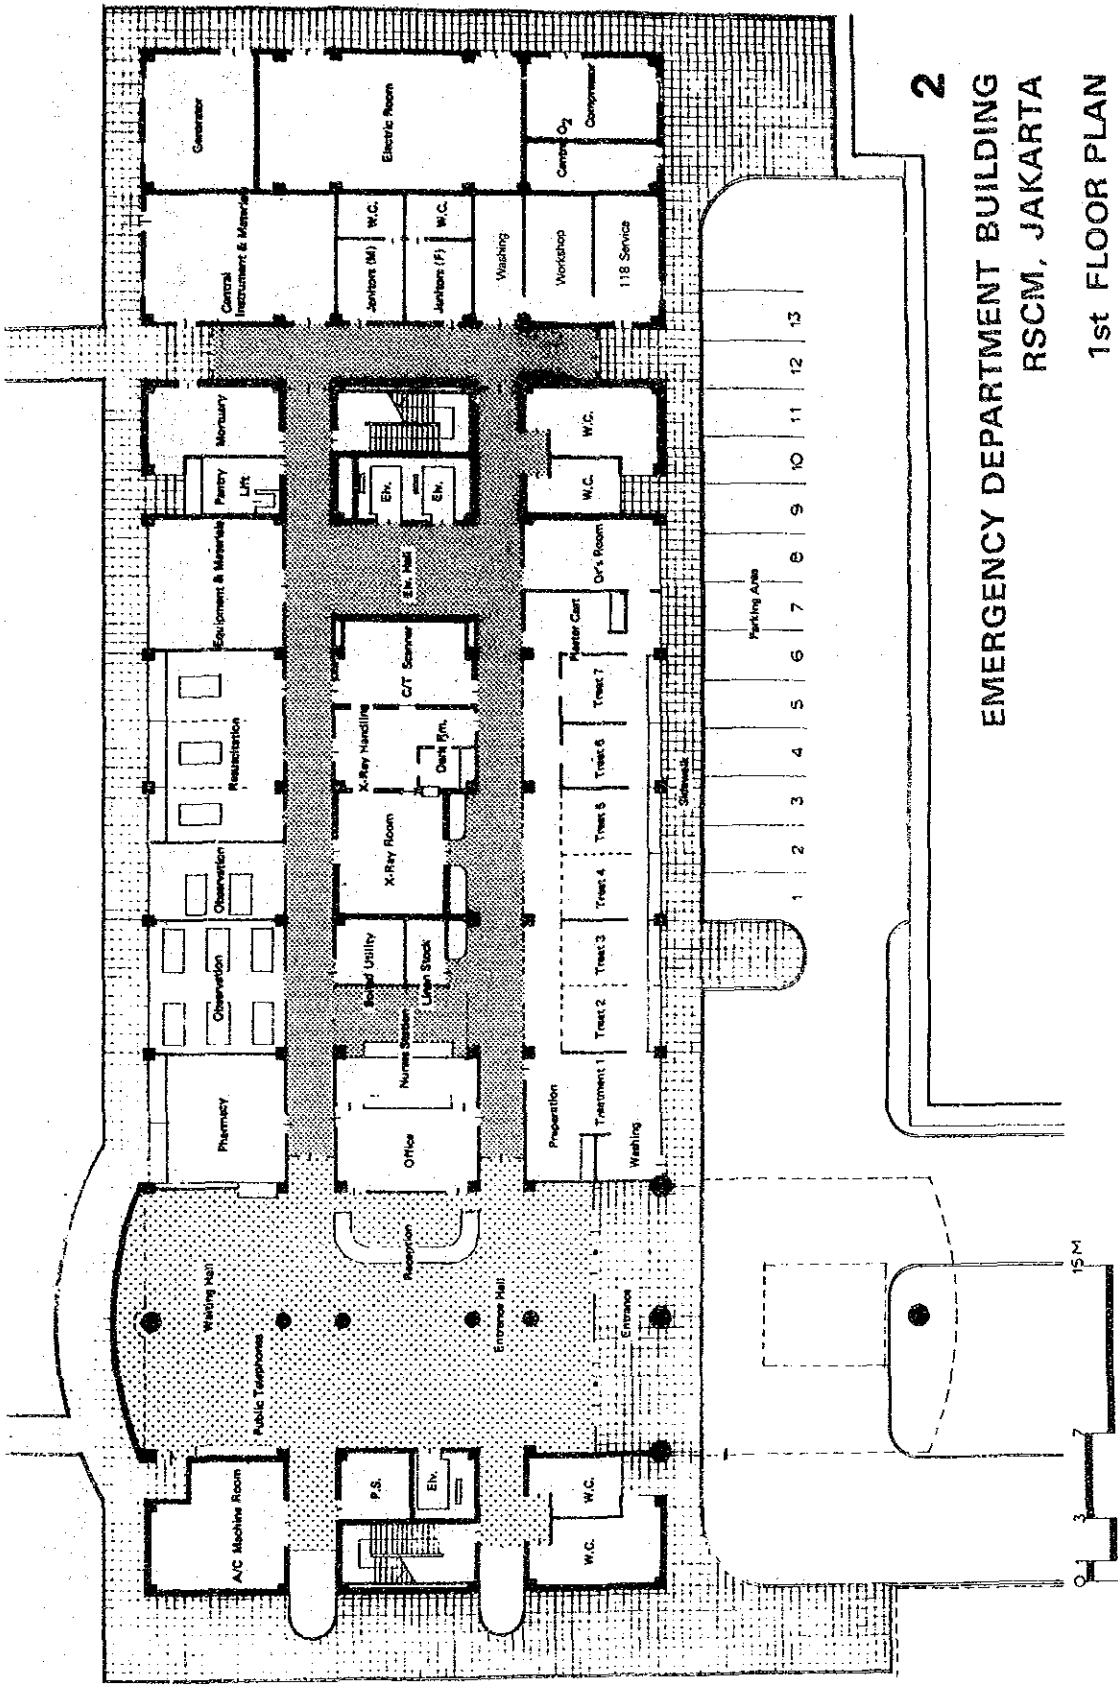 Generator
Electric Room
Centric O2
Compressor
Central
Instrument & Materials
Janitors (M)
W.C.
Janitors (F)
W.C.
Washing
Workshop
118 Service
Mortuary
Pantry
Lift
Elv.
Elv.
W.C.
W.C.
Equipment & Materials
Elv. Hall
Dr's Room
Plaster Cart
Resuscitation
C/T Scanner
X-Ray Handling
Dark Rm.
X-Ray Room
Treat 7
Treat 6
Treat 5
Treat 4
Treat 3
Treat 2
Treatment 1
Observation
Observation
Soiled Utility
Linen Stock
Nurses Station
Pharmacy
Office
Preparation
Washing
Waiting Hall
Reception
Public Telephones
Entrance Hall
Entrance
A/C Machine Room
P.S.
Elv.
W.C.
W.C.
Sidewalk
Parking Area
1 2 3 4 5 6 7 8 9 10 11 12 13
0 1 3 7 15M
2
EMERGENCY DEPARTMENT BUILDING
RSCM, JAKARTA
1st FLOOR PLAN